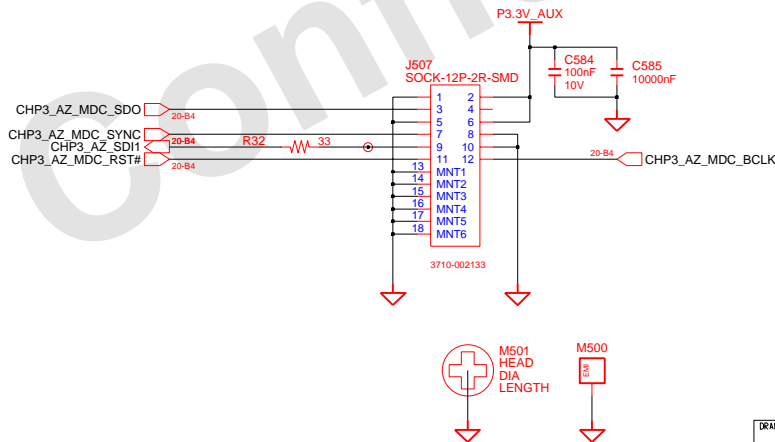 Confi
P3.3V_AUX
J507
SOCK-12P-2R-SMD
C584
100nF
10V
C585
10000nF
1 2
3 4
5 6
7 8
9 10
11 12
13 MNT1
14 MNT2
15 MNT3
16 MNT4
17 MNT5
18 MNT6
CHP3_AZ_MDC_SDO
20-B4
CHP3_AZ_MDC_SYNC
20-B4
CHP3_AZ_SDI1
R32 33
CHP3_AZ_MDC_RST#
20-B4
20-B4
CHP3_AZ_MDC_BCLK
3710-002133
M501
HEAD
DIA
LENGTH
M500
EMI